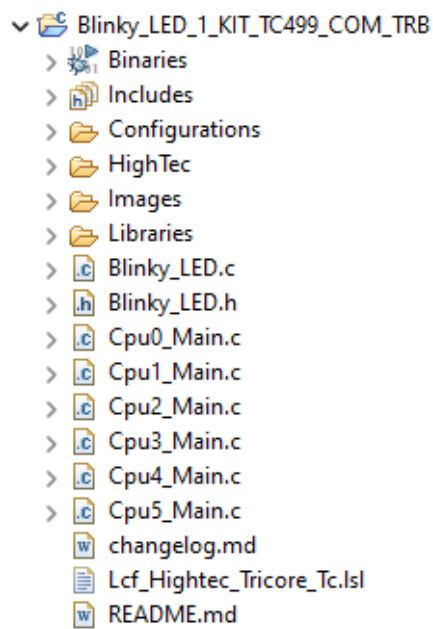 Blinky_LED_1_KIT_TC499_COM_TRB
Binaries
Includes
Configurations
HighTec
Images
Libraries
Blinky_LED.c
Blinky_LED.h
Cpu0_Main.c
Cpu1_Main.c
Cpu2_Main.c
Cpu3_Main.c
Cpu4_Main.c
Cpu5_Main.c
changelog.md
Lcf_Hightec_Tricore_Tc.lsl
README.md